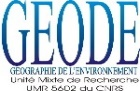 GEODE
GÉOGRAPHIE DE L'ENVIRONNEMENT
Unité Mixte de Recherche
UMR 5602 du CNRS